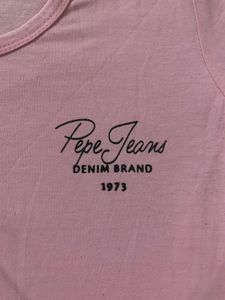 Pepe Jeans
DENIM BRAND
1973